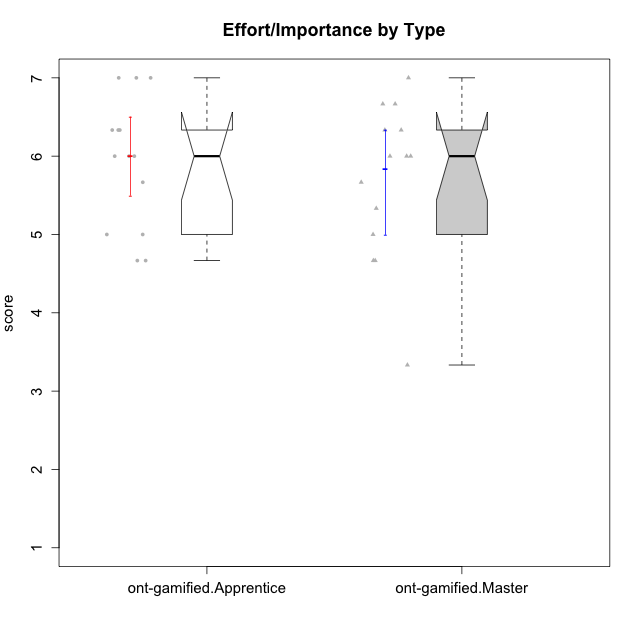 Effort/Importance by Type
7
6
5
4
3
2
1
score
ont-gamified.Apprentice
ont-gamified.Master